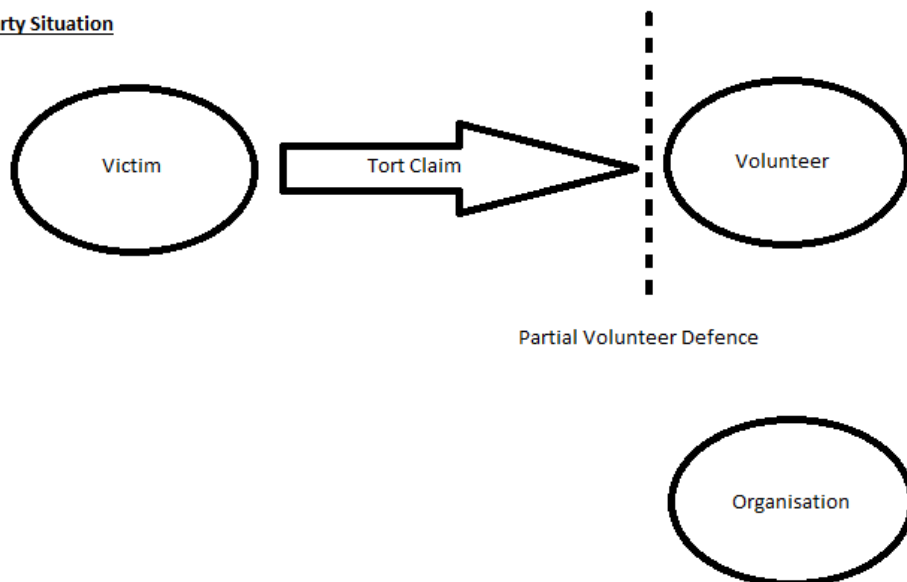 rty Situation
Victim
Tort Claim
Volunteer
Partial Volunteer Defence
Organisation